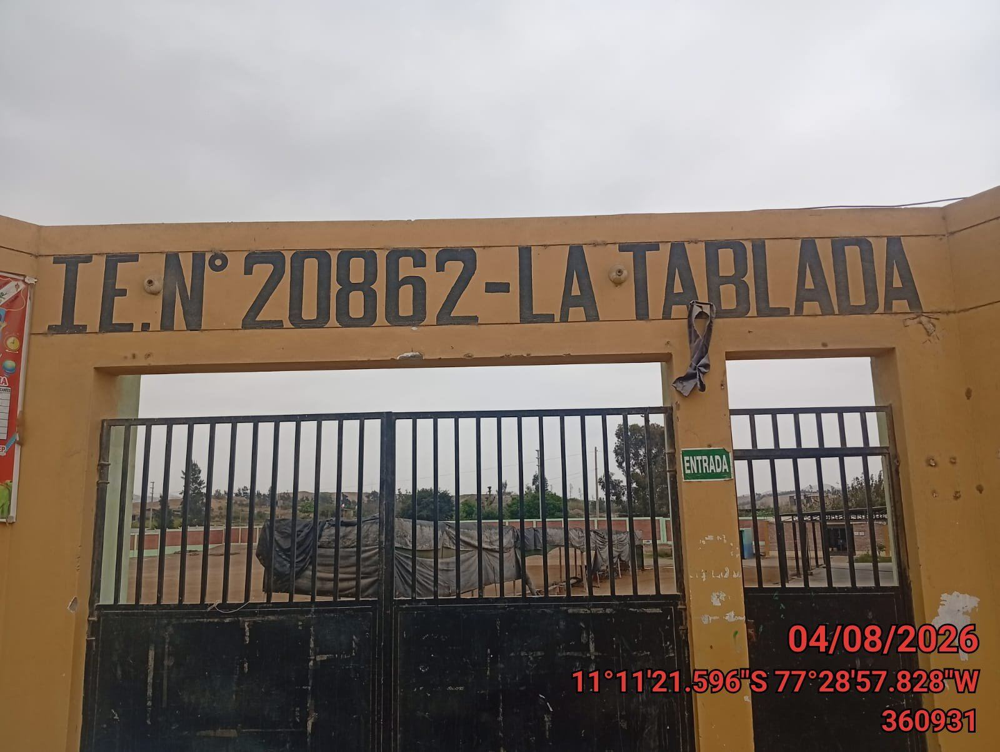 I E. N° 20862-LA TABLADA
ENTRADA
04/08/2026
11°11'21.596"S 77°28'57.828"W
360931